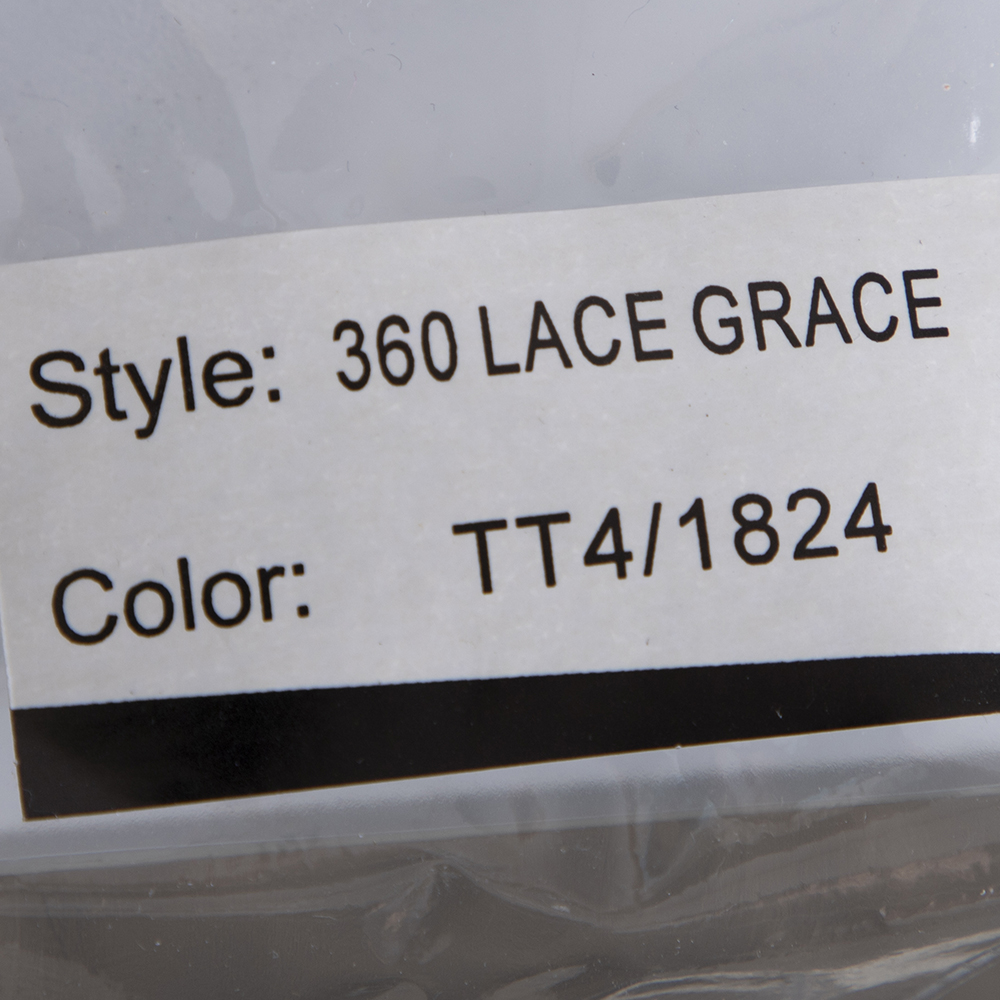 Style: 360 LACE GRACE
Color: TT4/1824